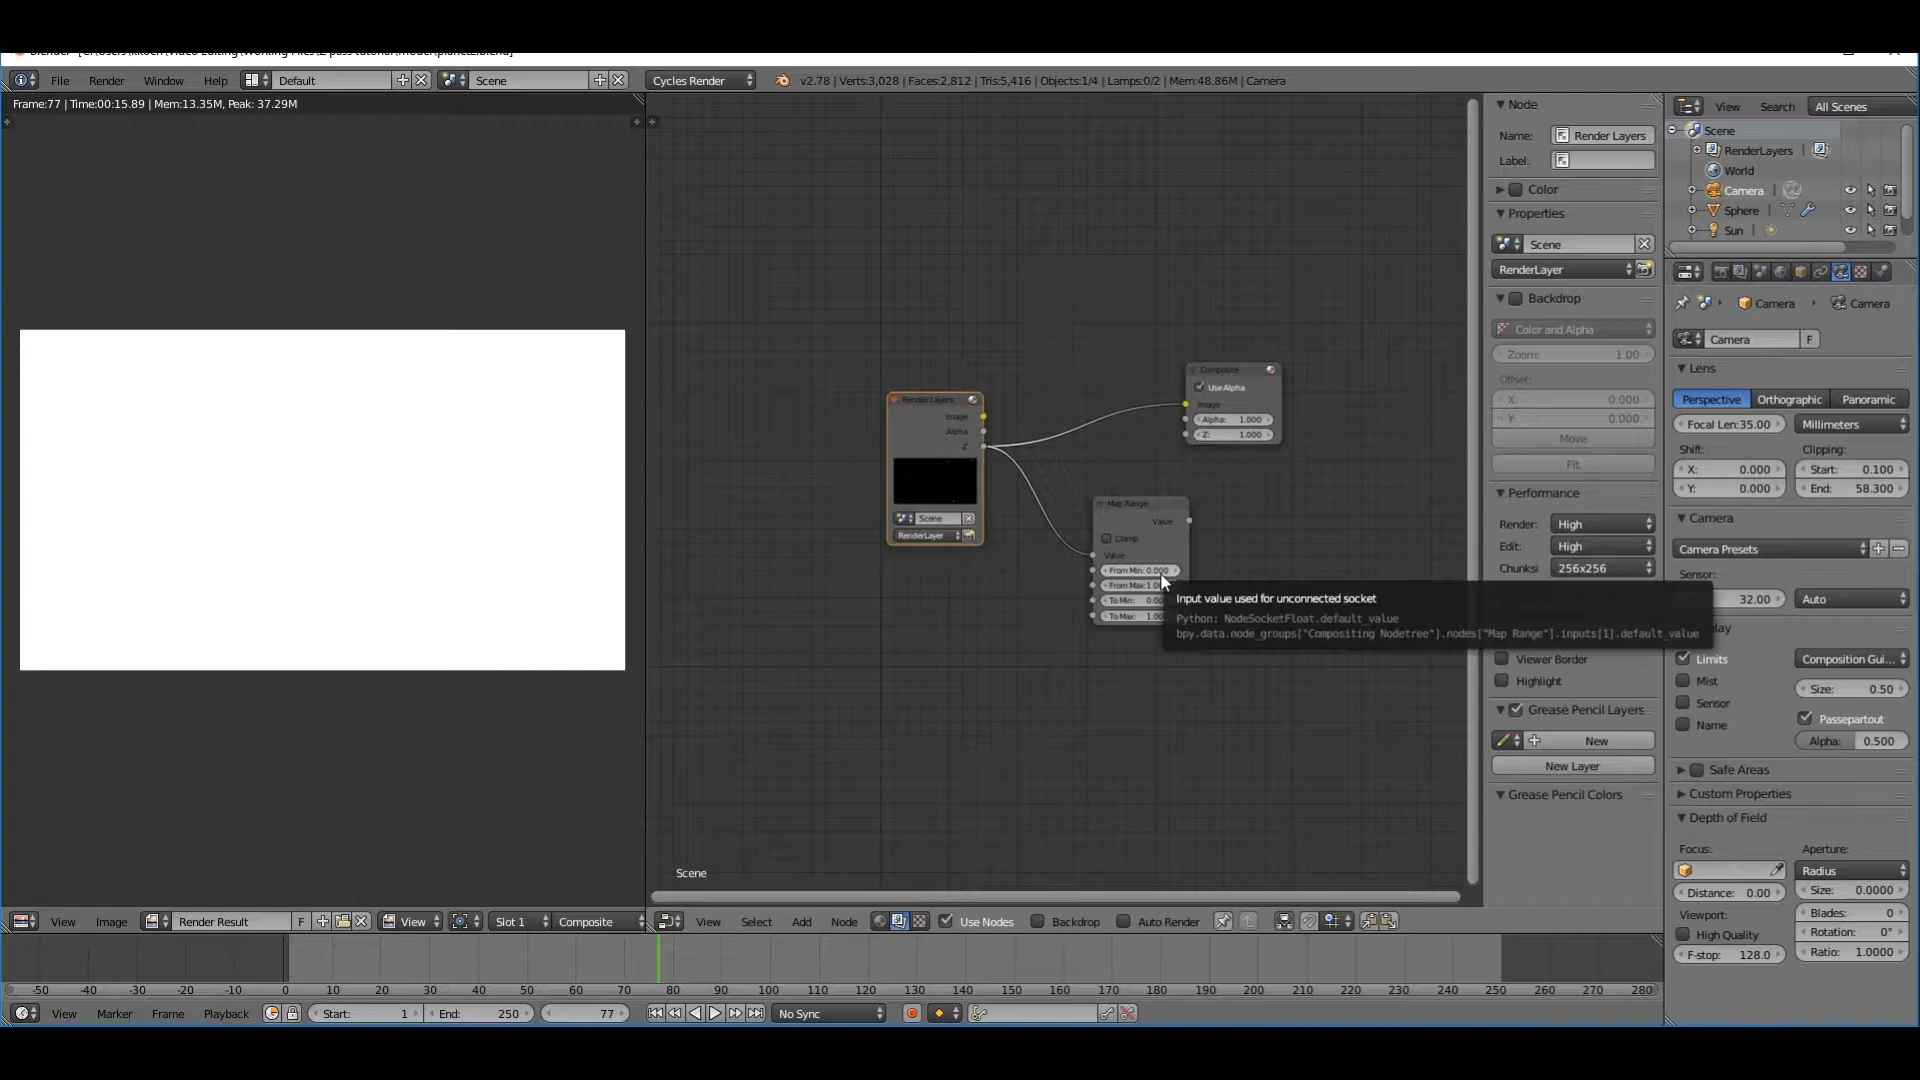 File Render Window Help Default Scene Cycles Render v2.78 | Verts:3,028 | Faces:2,812 | Tris:5,416 | Objects:1/4 | Lamps:0/2 | Mem:48.86M | Camera
Frame:77 | Time:00:15.89 | Mem:13.35M, Peak: 37.29M
Render Layers
Image
Alpha
Z
Scene
RenderLayer
Composite
Use Alpha
Image
Alpha: 1.000
Z: 1.000
Map Range
Value
Clamp
Value
From Min: 0.000
From Max: 1.00
To Min: 0.00
To Max: 1.00
Input value used for unconnected socket
Python: NodeSocketFloat.default_value
bpy.data.node_groups["Compositing Nodetree"].nodes["Map Range"].inputs[1].default_value
Scene
Node
Name: Render Layers
Label:
Color
Properties
Scene
RenderLayer
Backdrop
Color and Alpha
Zoom: 1.00
Offset:
X: 0.000
Y: 0.000
Move
Fit
Performance
Render: High
Edit: High
Chunksi 256x256
Viewer Border
Highlight
Grease Pencil Layers
New
New Layer
Grease Pencil Colors
View Search All Scenes
Scene
RenderLayers
World
Camera
Sphere
Sun
Camera Camera
Camera F
Lens
Perspective Orthographic Panoramic
Focal Len:35.00 Millimeters
Shift: Clipping:
X: 0.000 Start: 0.100
Y: 0.000 End: 58.300
Camera
Camera Presets
Sensor:
32.00 Auto
Limits Composition Gui...
Mist Size: 0.50
Sensor
Name Passepartout
Alpha: 0.500
Safe Areas
Custom Properties
Depth of Field
Focus: Aperture:
Radius
Distance: 0.00 Size: 0.0000
Viewport: Blades: 0
High Quality Rotation: 0°
F-stop: 128.0 Ratio: 1.0000
View Image Render Result F View Slot 1 Composite
View Select Add Node Use Nodes Backdrop Auto Render
-50 -40 -30 -20 -10 0 10 20 30 40 50 60 70 80 90 100 110 120 130 140 150 160 170 180 190 200 210 220 230 240 250 260 270 280
View Marker Frame Playback Start: 1 End: 250 77 No Sync